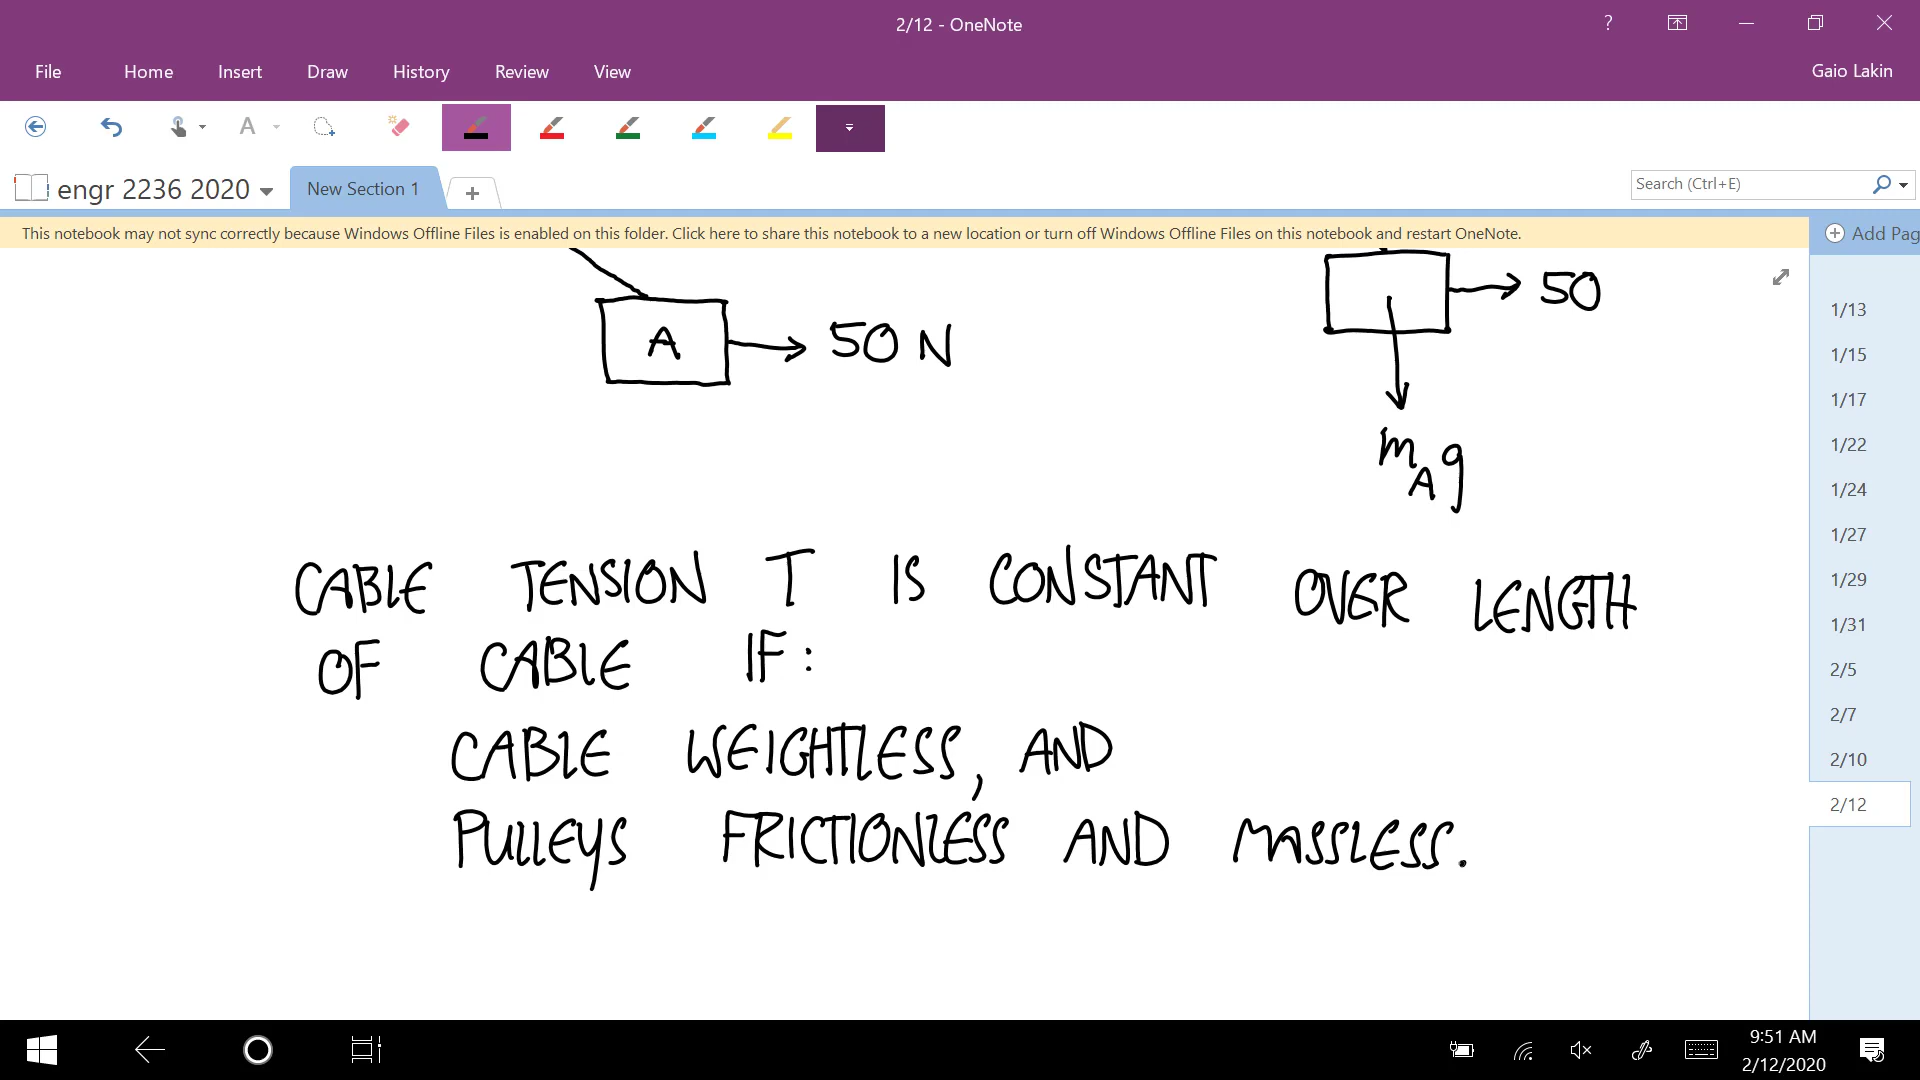 2/12 - OneNote
?
File Home Insert Draw History Review View
Gaio Lakin
A
engr 2236 2020
New Section 1
+
Search (Ctrl+E)
This notebook may not sync correctly because Windows Offline Files is enabled on this folder. Click here to share this notebook to a new location or turn off Windows Offline Files on this notebook and restart OneNote.
Add Pag
1/13
1/15
1/17
1/22
1/24
1/27
1/29
1/31
2/5
2/7
2/10
2/12
A
50 N
50
mAg
CABLE TENSION T IS CONSTANT OVER LENGTH
OF CABLE IF:
CABLE WEIGHTLESS, AND
PULLEYS FRICTIONLESS AND MASSLESS.
9:51 AM
2/12/2020